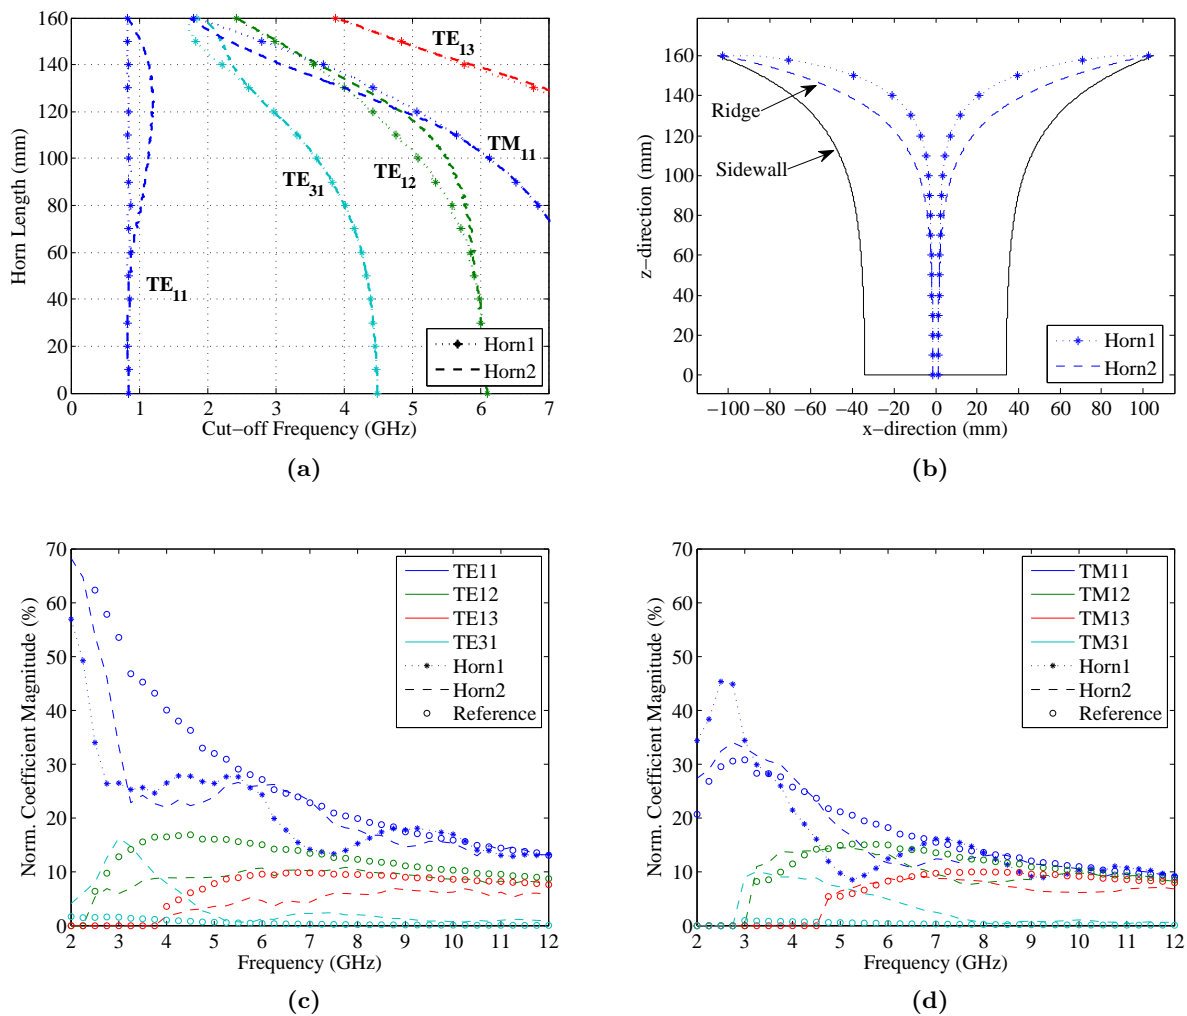 160
140
120
100
80
60
40
20
0
Horn Length (mm)
TE13
TM11
TE12
TE31
TE11
Horn1
Horn2
0 1 2 3 4 5 6 7
Cut-off Frequency (GHz)
(a)
160
140
120
100
80
60
40
20
0
z-direction (mm)
Ridge
Sidewall
Horn1
Horn2
-100 -80 -60 -40 -20 0 20 40 60 80 100
x-direction (mm)
(b)
70
60
50
40
30
20
10
0
Norm. Coefficient Magnitude (%)
TE11
TE12
TE13
TE31
Horn1
Horn2
Reference
2 3 4 5 6 7 8 9 10 11 12
Frequency (GHz)
(c)
70
60
50
40
30
20
10
0
Norm. Coefficient Magnitude (%)
TM11
TM12
TM13
TM31
Horn1
Horn2
Reference
2 3 4 5 6 7 8 9 10 11 12
Frequency (GHz)
(d)